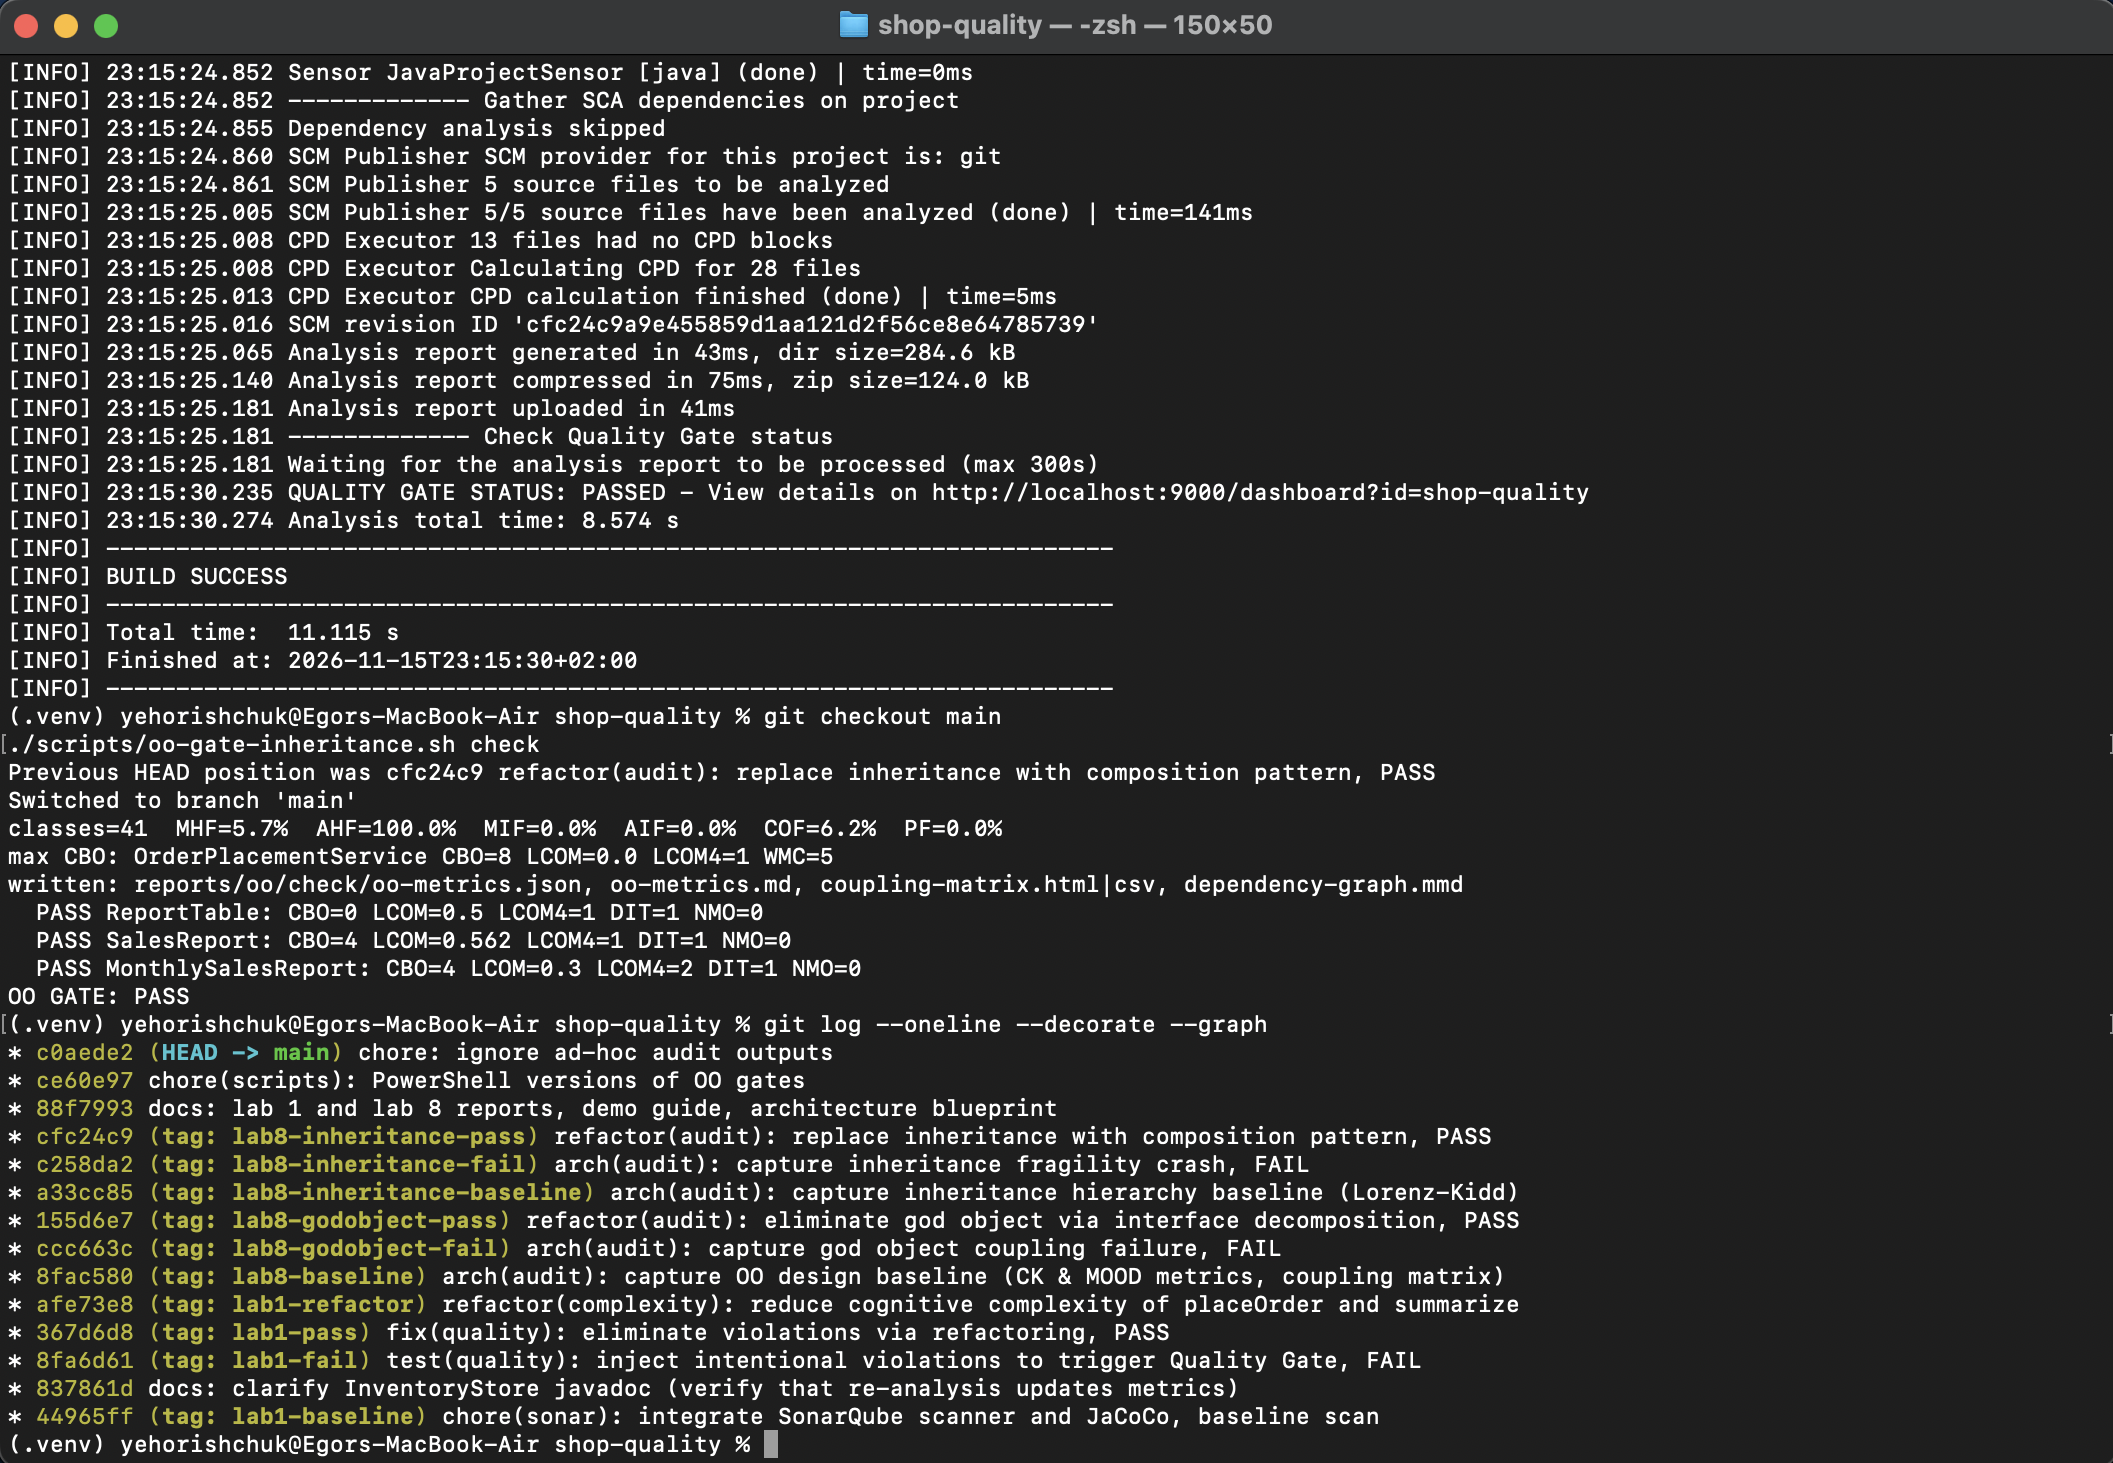 shop-quality — -zsh — 150×50
[INFO] 23:15:24.852 Sensor JavaProjectSensor [java] (done) | time=0ms
[INFO] 23:15:24.852 ------------- Gather SCA dependencies on project
[INFO] 23:15:24.855 Dependency analysis skipped
[INFO] 23:15:24.860 SCM Publisher SCM provider for this project is: git
[INFO] 23:15:24.861 SCM Publisher 5 source files to be analyzed
[INFO] 23:15:25.005 SCM Publisher 5/5 source files have been analyzed (done) | time=141ms
[INFO] 23:15:25.008 CPD Executor 13 files had no CPD blocks
[INFO] 23:15:25.008 CPD Executor Calculating CPD for 28 files
[INFO] 23:15:25.013 CPD Executor CPD calculation finished (done) | time=5ms
[INFO] 23:15:25.016 SCM revision ID 'cfc24c9a9e455859d1aa121d2f56ce8e64785739'
[INFO] 23:15:25.065 Analysis report generated in 43ms, dir size=284.6 kB
[INFO] 23:15:25.140 Analysis report compressed in 75ms, zip size=124.0 kB
[INFO] 23:15:25.181 Analysis report uploaded in 41ms
[INFO] 23:15:25.181 ------------- Check Quality Gate status
[INFO] 23:15:25.181 Waiting for the analysis report to be processed (max 300s)
[INFO] 23:15:30.235 QUALITY GATE STATUS: PASSED - View details on http://localhost:9000/dashboard?id=shop-quality
[INFO] 23:15:30.274 Analysis total time: 8.574 s
[INFO] ------------------------------------------------------------------------
[INFO] BUILD SUCCESS
[INFO] ------------------------------------------------------------------------
[INFO] Total time:  11.115 s
[INFO] Finished at: 2026-11-15T23:15:30+02:00
[INFO] ------------------------------------------------------------------------
(.venv) yehorishchuk@Egors-MacBook-Air shop-quality % git checkout main
./scripts/oo-gate-inheritance.sh check
Previous HEAD position was cfc24c9 refactor(audit): replace inheritance with composition pattern, PASS
Switched to branch 'main'
classes=41  MHF=5.7%  AHF=100.0%  MIF=0.0%  AIF=0.0%  COF=6.2%  PF=0.0%
max CBO: OrderPlacementService CBO=8 LCOM=0.0 LCOM4=1 WMC=5
written: reports/oo/check/oo-metrics.json, oo-metrics.md, coupling-matrix.html|csv, dependency-graph.mmd
  PASS ReportTable: CBO=0 LCOM=0.5 LCOM4=1 DIT=1 NMO=0
  PASS SalesReport: CBO=4 LCOM=0.562 LCOM4=1 DIT=1 NMO=0
  PASS MonthlySalesReport: CBO=4 LCOM=0.3 LCOM4=2 DIT=1 NMO=0
OO GATE: PASS
(.venv) yehorishchuk@Egors-MacBook-Air shop-quality % git log --oneline --decorate --graph
* c0aede2 (HEAD -> main) chore: ignore ad-hoc audit outputs
* ce60e97 chore(scripts): PowerShell versions of OO gates
* 88f7993 docs: lab 1 and lab 8 reports, demo guide, architecture blueprint
* cfc24c9 (tag: lab8-inheritance-pass) refactor(audit): replace inheritance with composition pattern, PASS
* c258da2 (tag: lab8-inheritance-fail) arch(audit): capture inheritance fragility crash, FAIL
* a33cc85 (tag: lab8-inheritance-baseline) arch(audit): capture inheritance hierarchy baseline (Lorenz-Kidd)
* 155d6e7 (tag: lab8-godobject-pass) refactor(audit): eliminate god object via interface decomposition, PASS
* ccc663c (tag: lab8-godobject-fail) arch(audit): capture god object coupling failure, FAIL
* 8fac580 (tag: lab8-baseline) arch(audit): capture OO design baseline (CK & MOOD metrics, coupling matrix)
* afe73e8 (tag: lab1-refactor) refactor(complexity): reduce cognitive complexity of placeOrder and summarize
* 367d6d8 (tag: lab1-pass) fix(quality): eliminate violations via refactoring, PASS
* 8fa6d61 (tag: lab1-fail) test(quality): inject intentional violations to trigger Quality Gate, FAIL
* 837861d docs: clarify InventoryStore javadoc (verify that re-analysis updates metrics)
* 44965ff (tag: lab1-baseline) chore(sonar): integrate SonarQube scanner and JaCoCo, baseline scan
(.venv) yehorishchuk@Egors-MacBook-Air shop-quality %